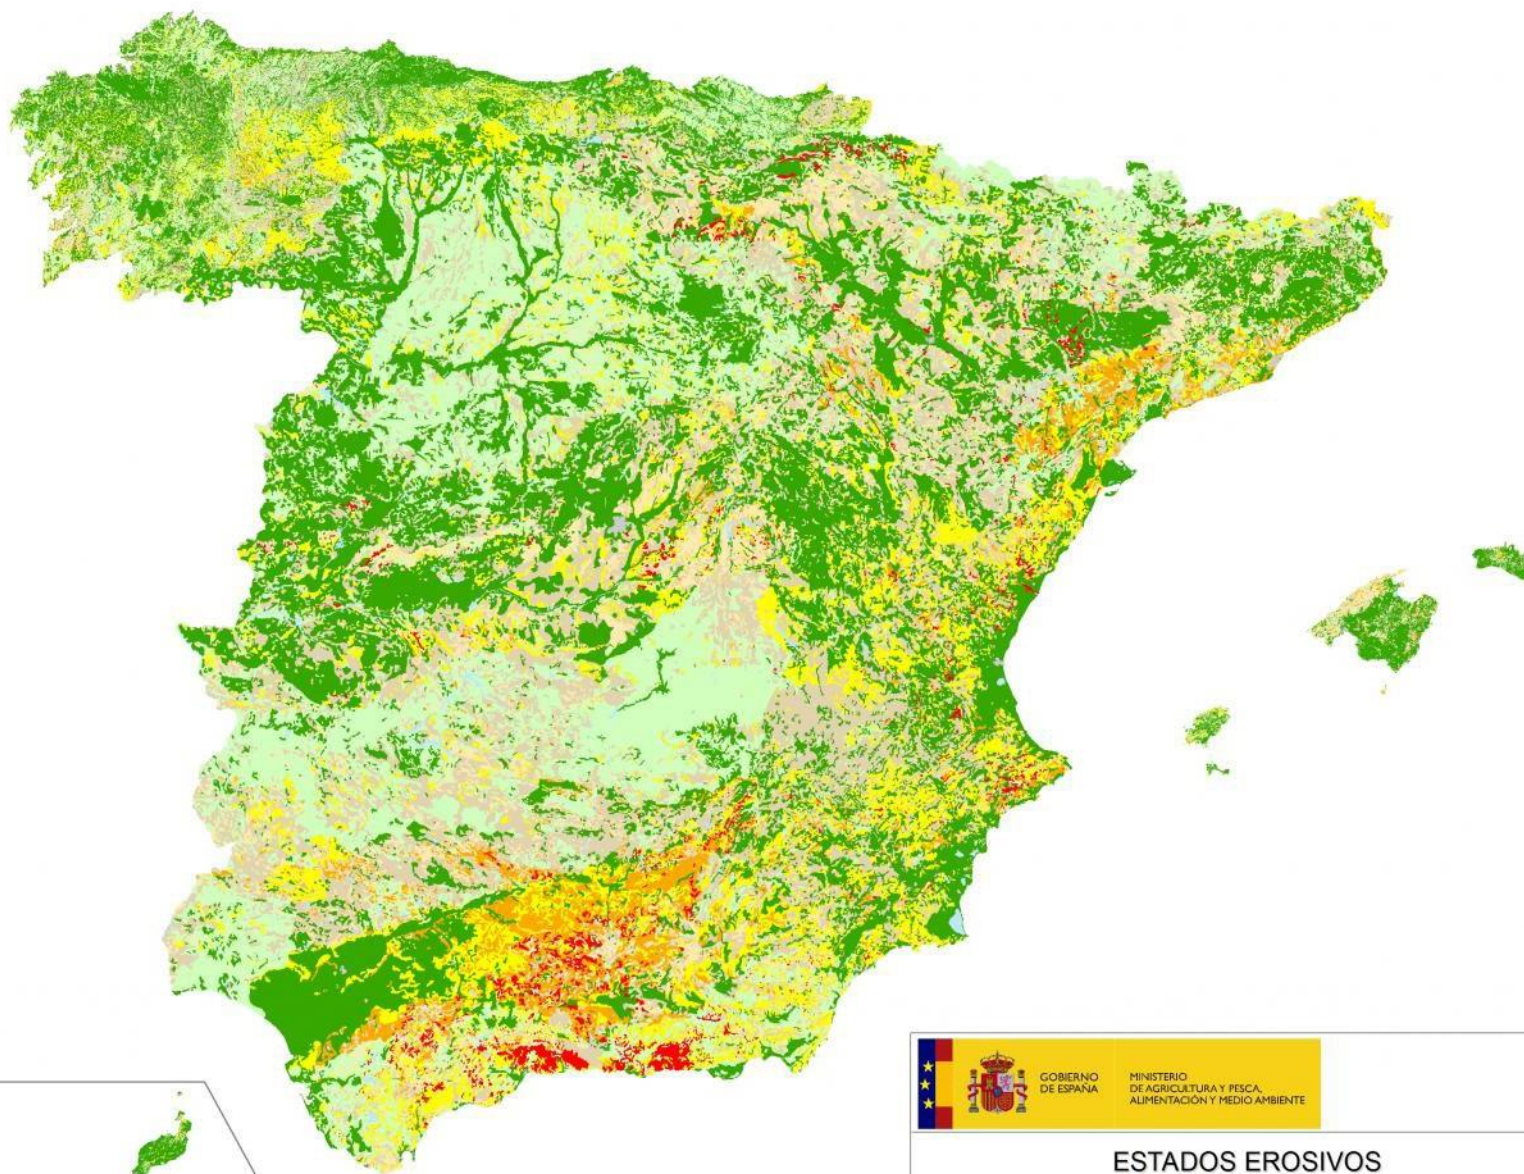 GOBIERNO
DE ESPAÑA
MINISTERIO
DE AGRICULTURA Y PESCA,
ALIMENTACIÓN Y MEDIO AMBIENTE
ESTADOS EROSIVOS